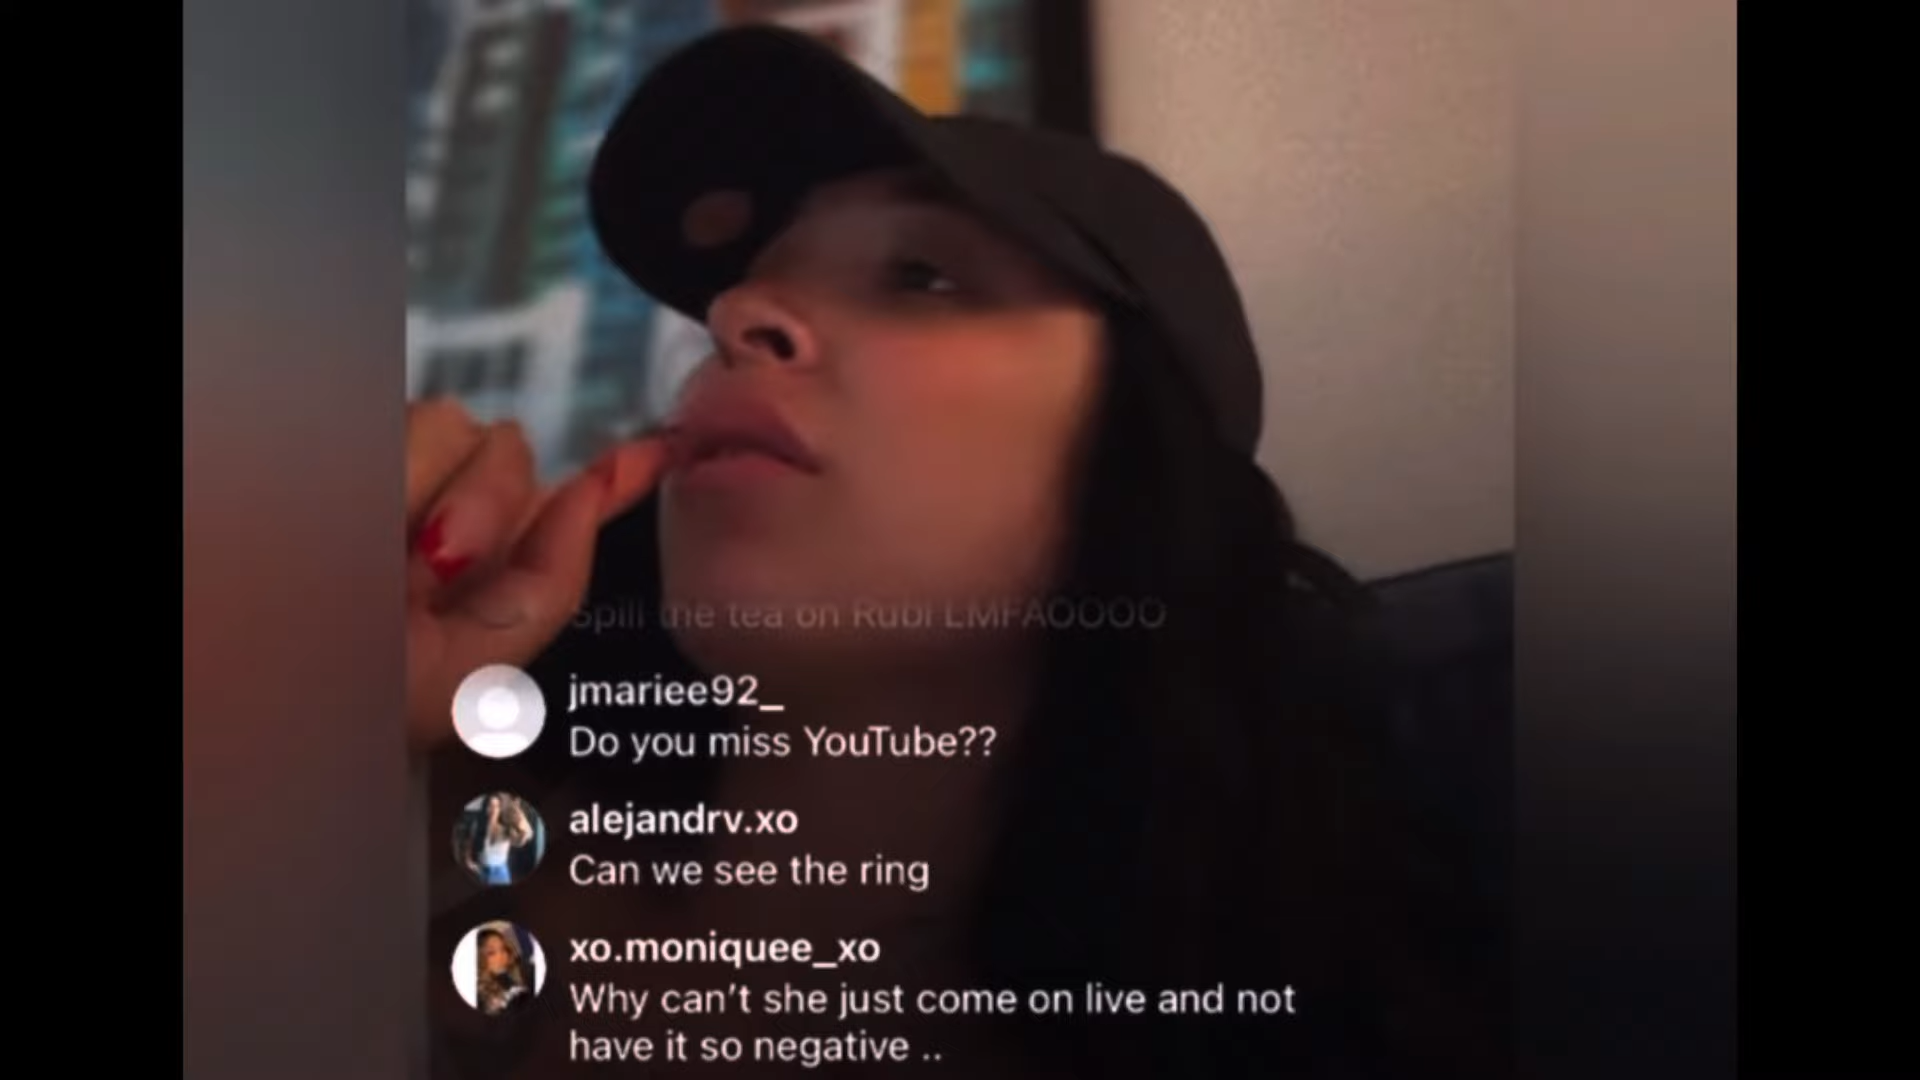 Spill the tea on Rubi LMFAOOOO
jmariee92_
Do you miss YouTube??
alejandrv.xo
Can we see the ring
xo.moniquee_xo
Why can't she just come on live and not
have it so negative ..